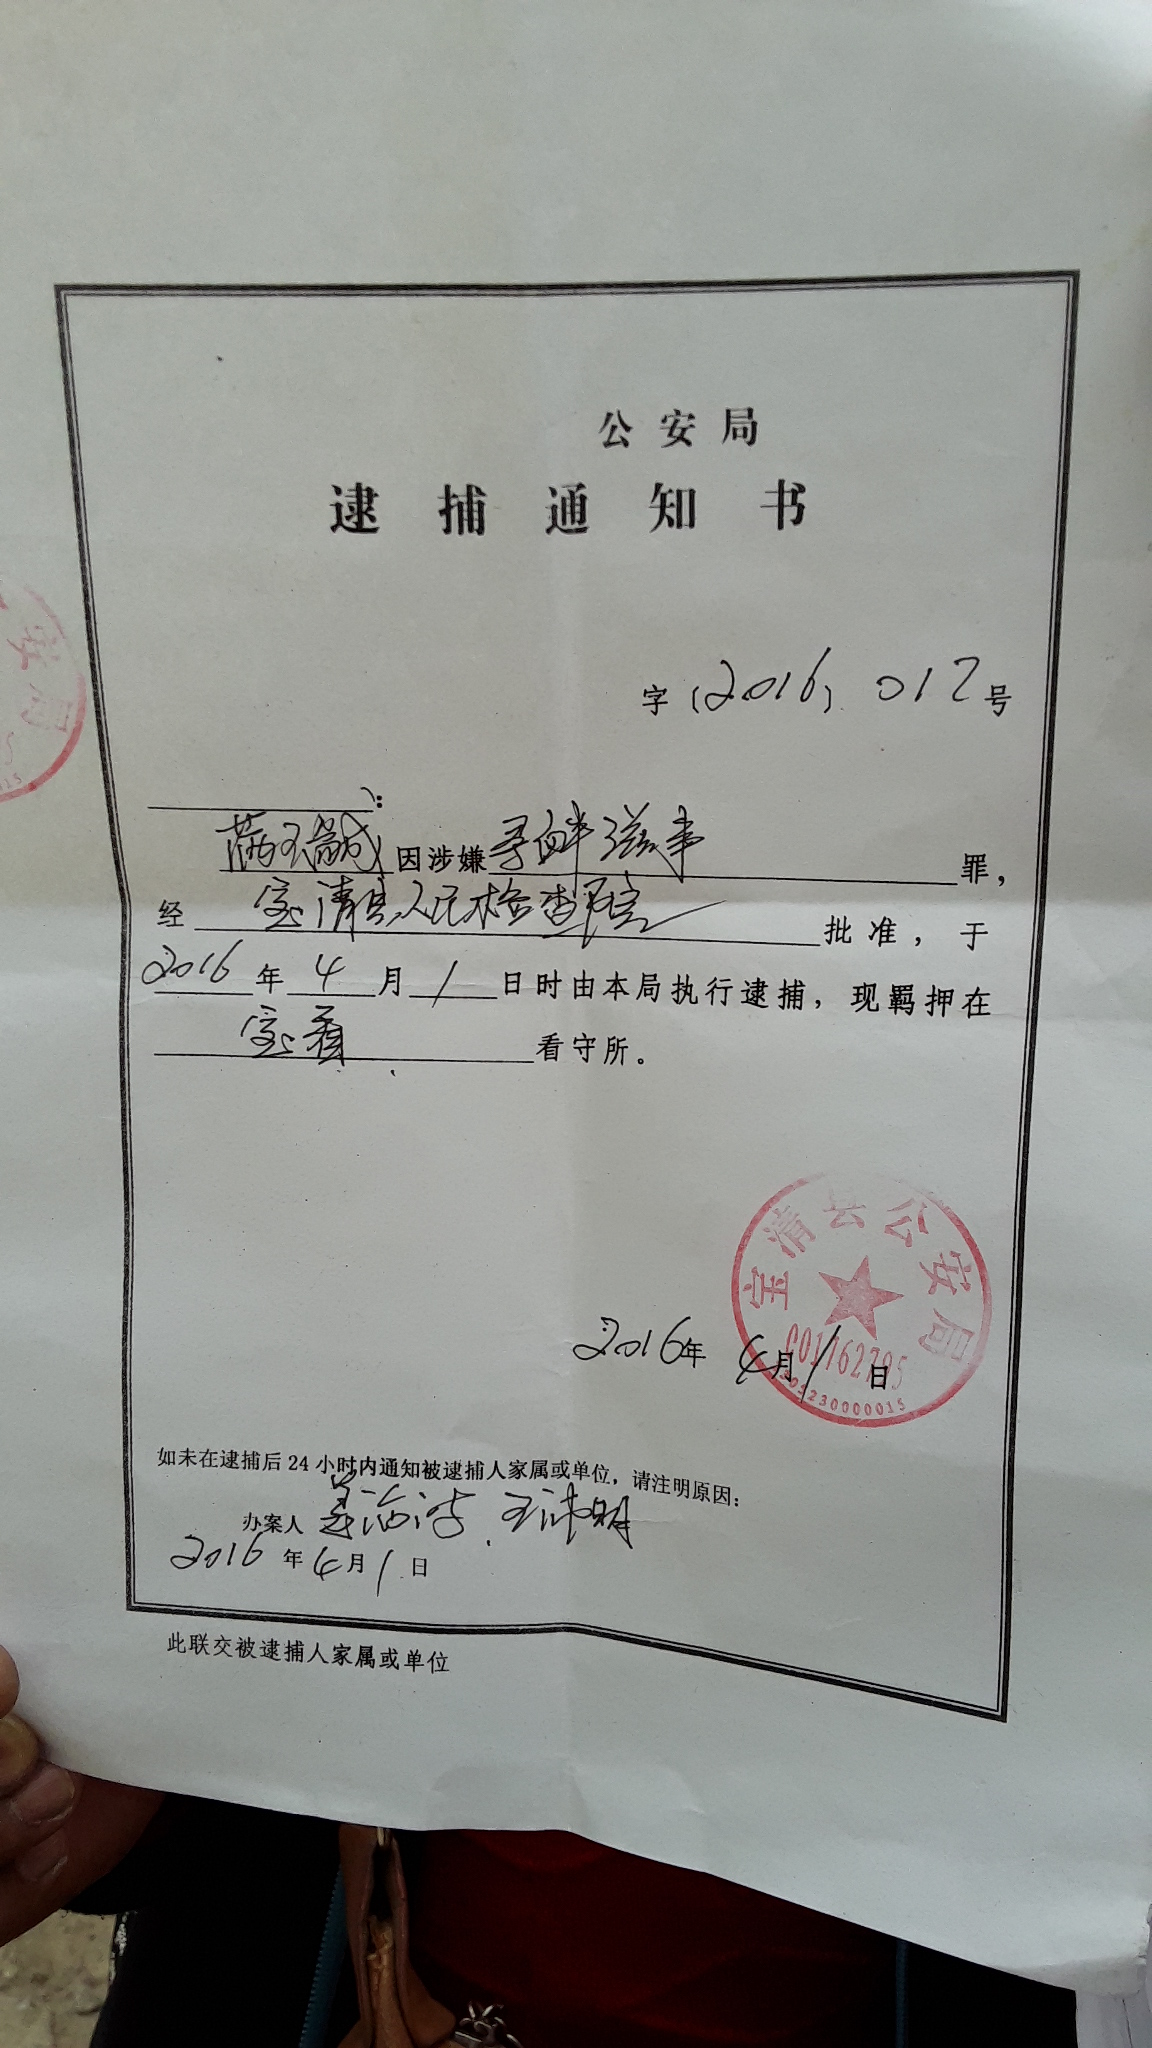 公安局
逮捕通知书
字（2016）012号
：
因涉嫌寻衅滋事罪，
经宝清县人民检查院批准，于
2016年4月1日时由本局执行逮捕，现羁押在
宝看守所。
宝清县公安局
2016年4月1日
230000015
如未在逮捕后24小时内通知被逮捕人家属或单位，请注明原因：
办案人
2016年4月1日
此联交被逮捕人家属或单位
安局